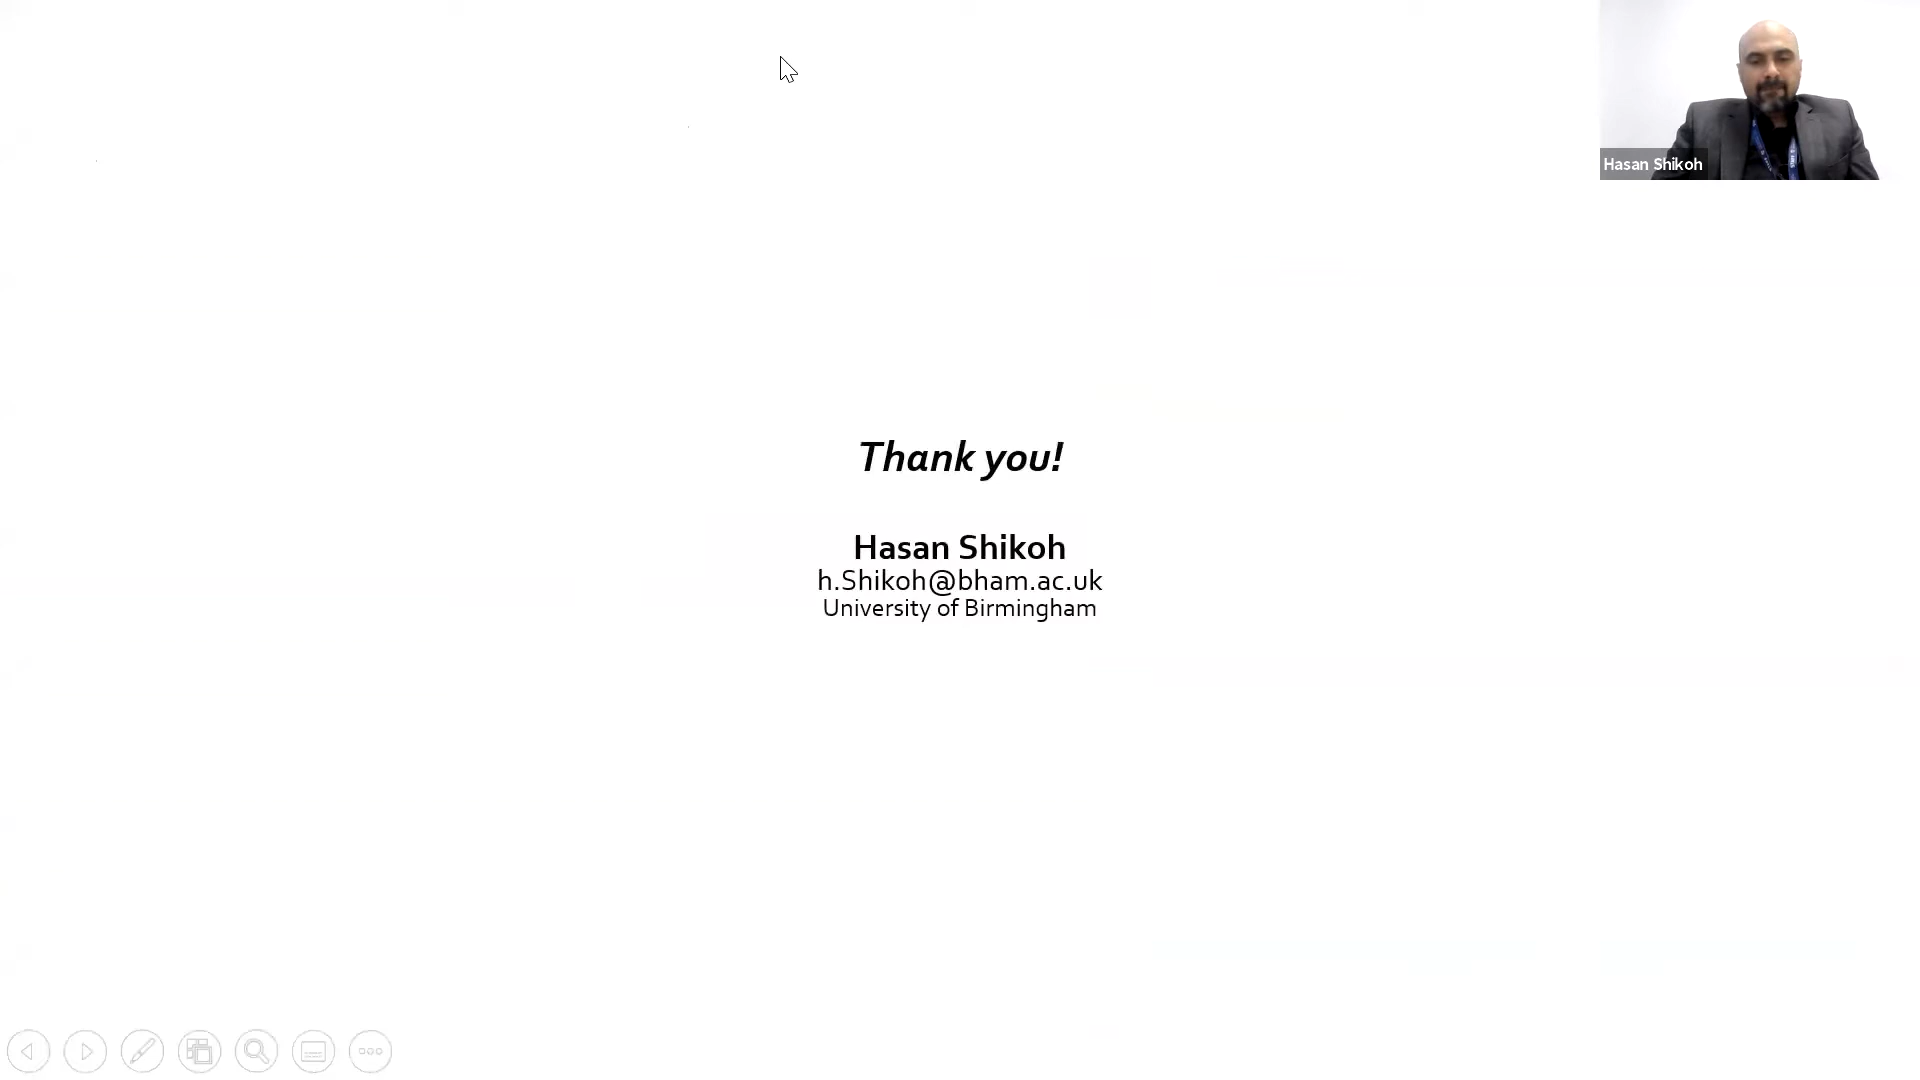 Hasan Shikoh
Thank you!
Hasan Shikoh
h.Shikoh@bham.ac.uk
University of Birmingham